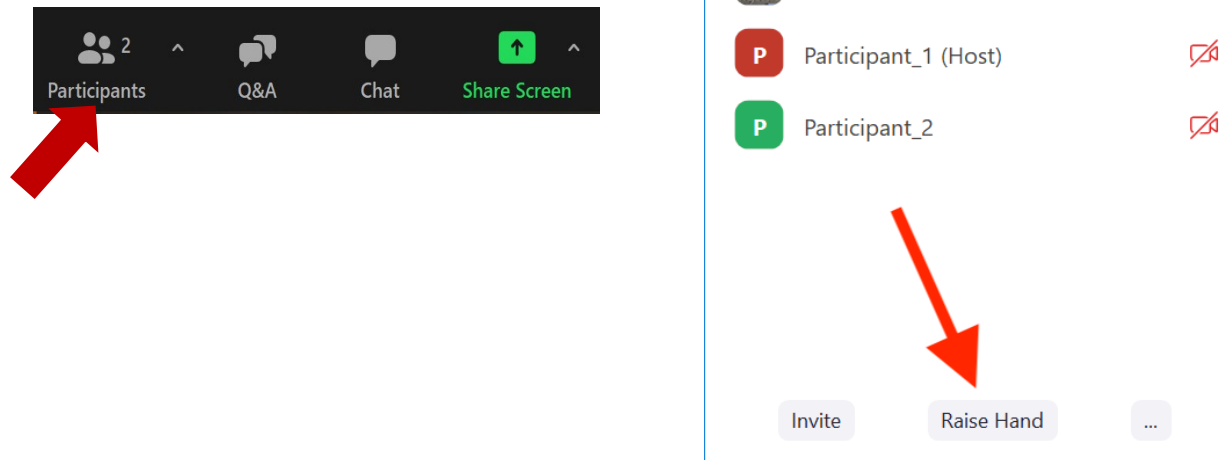 2
Participants
Q&A
Chat
Share Screen
P
Participant_1 (Host)
P
Participant_2
Invite
Raise Hand
...